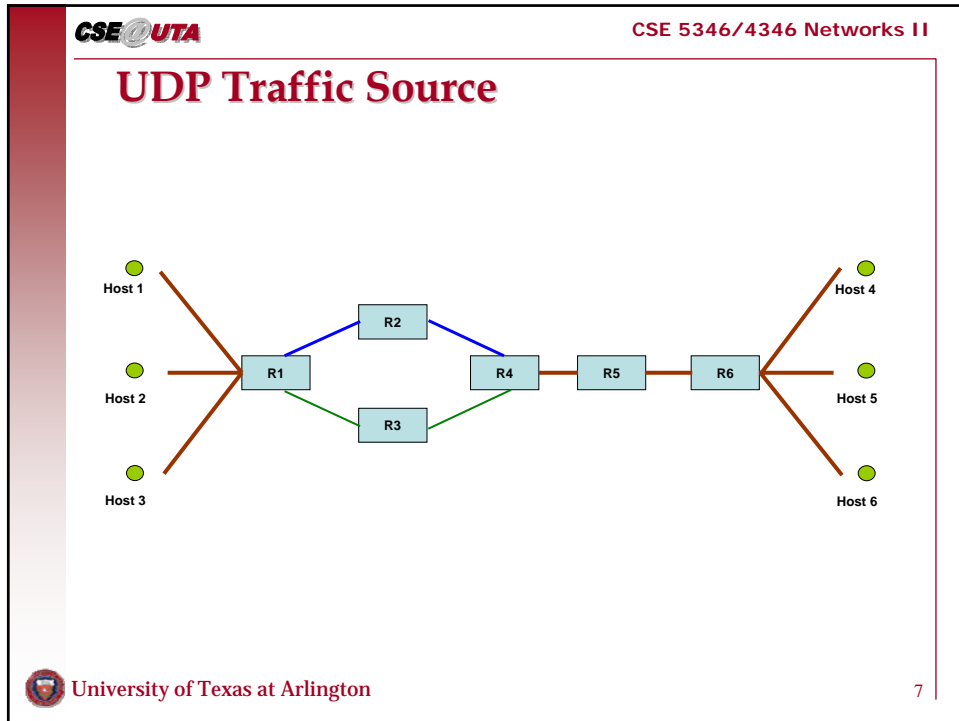 CSE@UTA
CSE 5346/4346 Networks II
UDP Traffic Source
Host 1
Host 4
R2
R1
R4
R5
R6
Host 2
Host 5
R3
Host 3
Host 6
University of Texas at Arlington
7